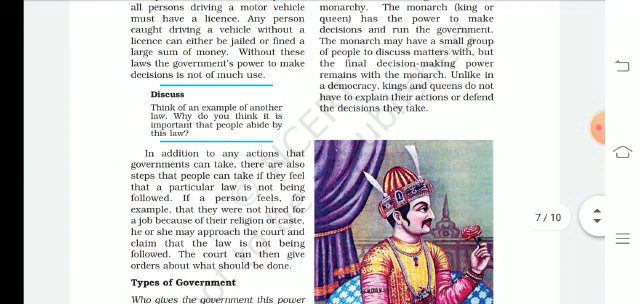 all persons driving a motor vehicle
must have a licence. Any person
caught driving a vehicle without a
licence can either be jailed or fined a
large sum of money. Without these
laws the government's power to make
decisions is not of much use.
Discuss
Think of an example of another
law. Why do you think it is
important that people abide by
this law?
In addition to any actions that
governments can take, there are also
steps that people can take if they feel
that a particular law is not being
followed. If a person feels, for
example, that they were not hired for
a job because of their religion or caste,
he or she may approach the court and
claim that the law is not being
followed. The court can then give
orders about what should be done.
Types of Government
Who gives the government this power
monarchy. The monarch (king or
queen) has the power to make
decisions and run the government.
The monarch may have a small group
of people to discuss matters with, but
the final decision-making power
remains with the monarch. Unlike in
a democracy, kings and queens do not
have to explain their actions or defend
the decisions they take.
7 / 10